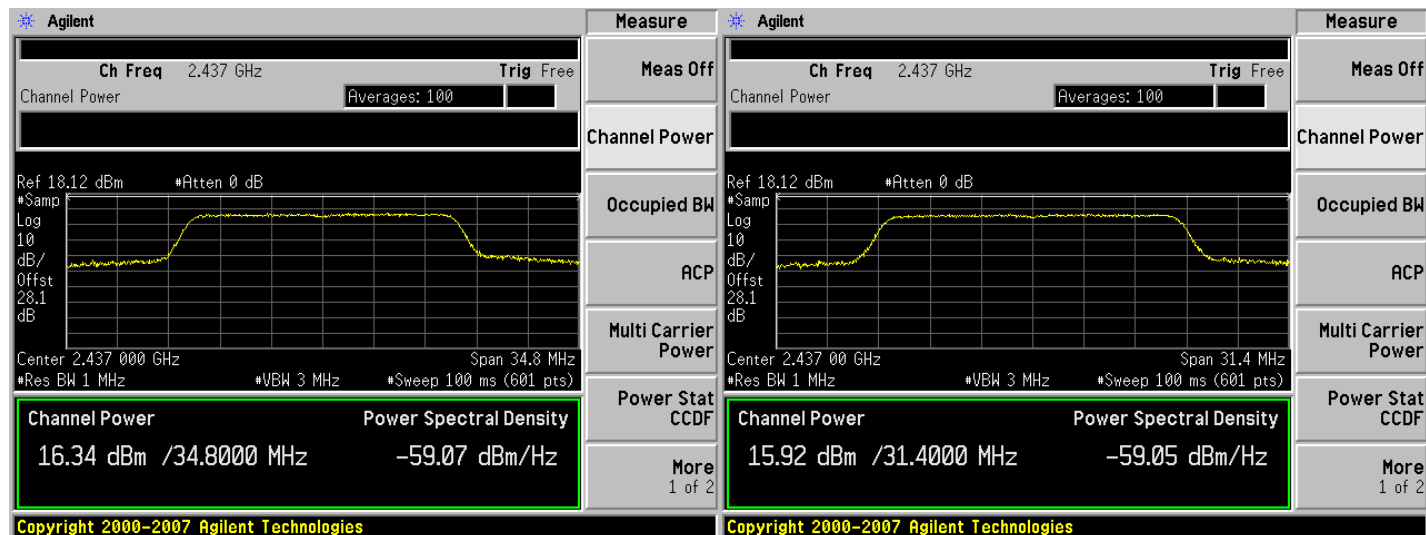 Agilent
Measure
Ch Freq 2.437 GHz Trig Free
Meas Off
Channel Power Averages: 100
Channel Power
Ref 18.12 dBm #Atten 0 dB
#Samp
Log
10
dB/
Offst
28.1
dB
Occupied BW
ACP
Multi Carrier
Power
Center 2.437 000 GHz Span 34.8 MHz
#Res BW 1 MHz #VBW 3 MHz #Sweep 100 ms (601 pts)
Power Stat
CCDF
Channel Power Power Spectral Density
16.34 dBm /34.8000 MHz -59.07 dBm/Hz
More
1 of 2
Copyright 2000-2007 Agilent Technologies
Agilent
Measure
Ch Freq 2.437 GHz Trig Free
Meas Off
Channel Power Averages: 100
Channel Power
Ref 18.12 dBm #Atten 0 dB
#Samp
Log
10
dB/
Offst
28.1
dB
Occupied BW
ACP
Multi Carrier
Power
Center 2.437 00 GHz Span 31.4 MHz
#Res BW 1 MHz #VBW 3 MHz #Sweep 100 ms (601 pts)
Power Stat
CCDF
Channel Power Power Spectral Density
15.92 dBm /31.4000 MHz -59.05 dBm/Hz
More
1 of 2
Copyright 2000-2007 Agilent Technologies